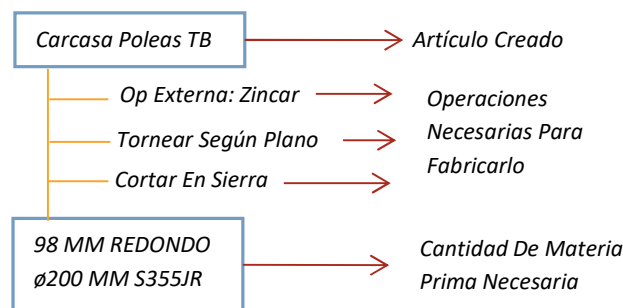 Carcasa Poleas TB
Artículo Creado
Op Externa: Zincar
Operaciones
Necesarias Para
Fabricarlo
Tornear Según Plano
Cortar En Sierra
98 MM REDONDO
ø200 MM S355JR
Cantidad De Materia
Prima Necesaria